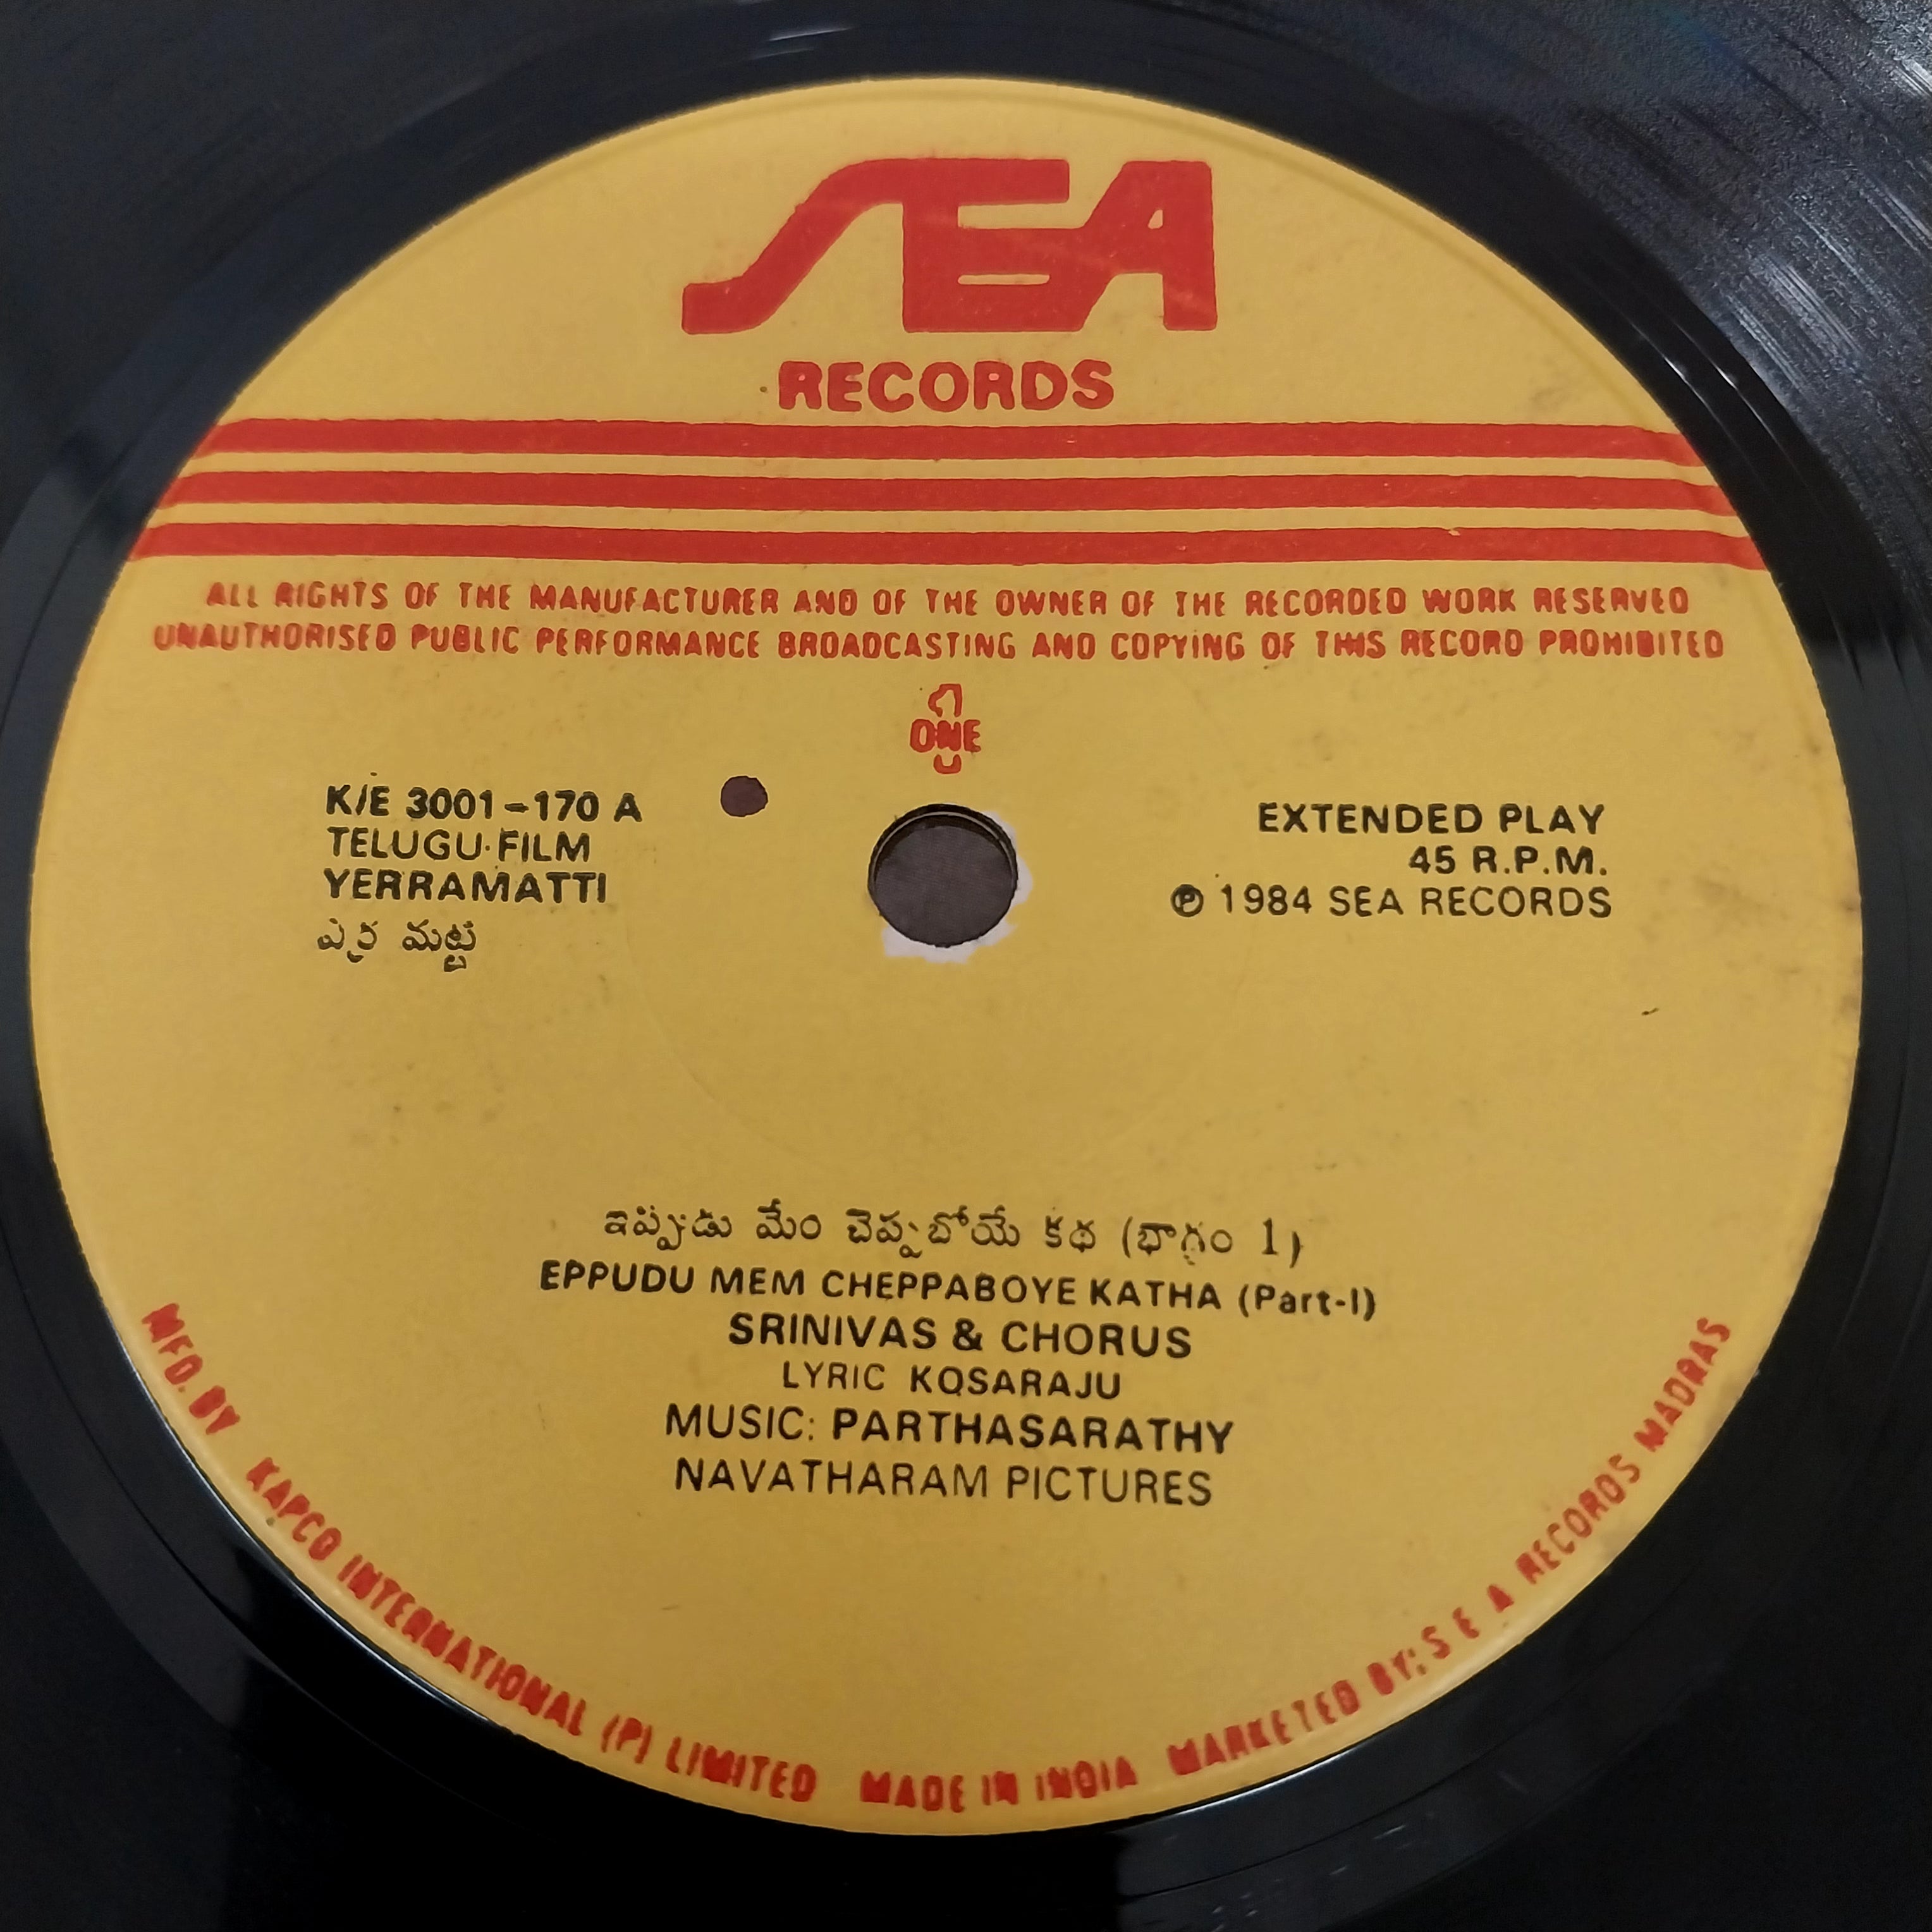 SEA
RECORDS
ALL RIGHTS OF THE MANUFACTURER AND OF THE OWNER OF THE RECORDED WORK RESERVED
UNAUTHORISED PUBLIC PERFORMANCE BROADCASTING AND COPYING OF THIS RECORD PROHIBITED
ONE
K/E 3001-170 A
TELUGU FILM
YERRAMATTI
ఎర్ర మట్టి
EXTENDED PLAY
45 R.P.M.
℗ 1984 SEA RECORDS
ఇప్పుడు మేం చెప్పబోయే కథ (భాగం 1)
EPPUDU MEM CHEPPABOYE KATHA (Part-I)
SRINIVAS & CHORUS
LYRIC KOSARAJU
MUSIC: PARTHASARATHY
NAVATHARAM PICTURES
MFD. BY KAPCO INTERNATIONAL (P) LIMITED MADE IN INDIA MARKETED BY: S E A RECORDS MADRAS